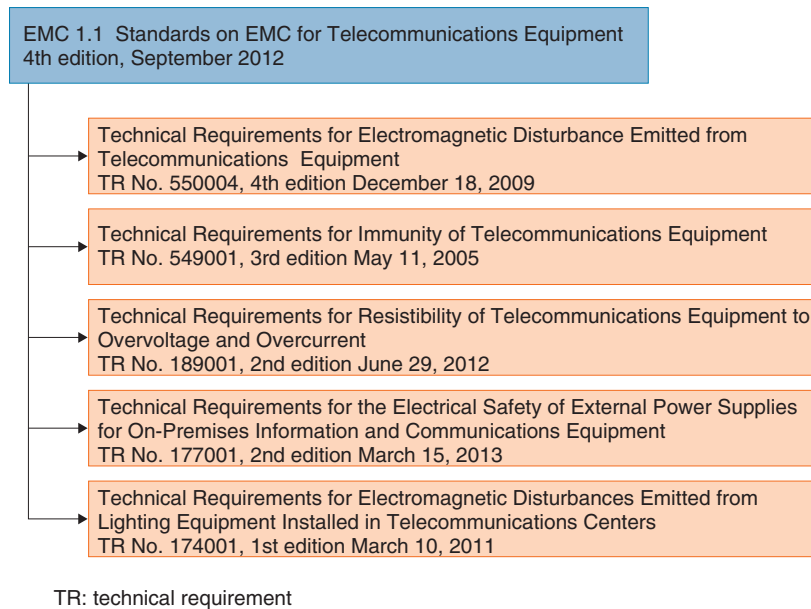 EMC 1.1 Standards on EMC for Telecommunications Equipment
4th edition, September 2012
Technical Requirements for Electromagnetic Disturbance Emitted from
Telecommunications Equipment
TR No. 550004, 4th edition December 18, 2009
Technical Requirements for Immunity of Telecommunications Equipment
TR No. 549001, 3rd edition May 11, 2005
Technical Requirements for Resistibility of Telecommunications Equipment to
Overvoltage and Overcurrent
TR No. 189001, 2nd edition June 29, 2012
Technical Requirements for the Electrical Safety of External Power Supplies
for On-Premises Information and Communications Equipment
TR No. 177001, 2nd edition March 15, 2013
Technical Requirements for Electromagnetic Disturbances Emitted from
Lighting Equipment Installed in Telecommunications Centers
TR No. 174001, 1st edition March 10, 2011
TR: technical requirement